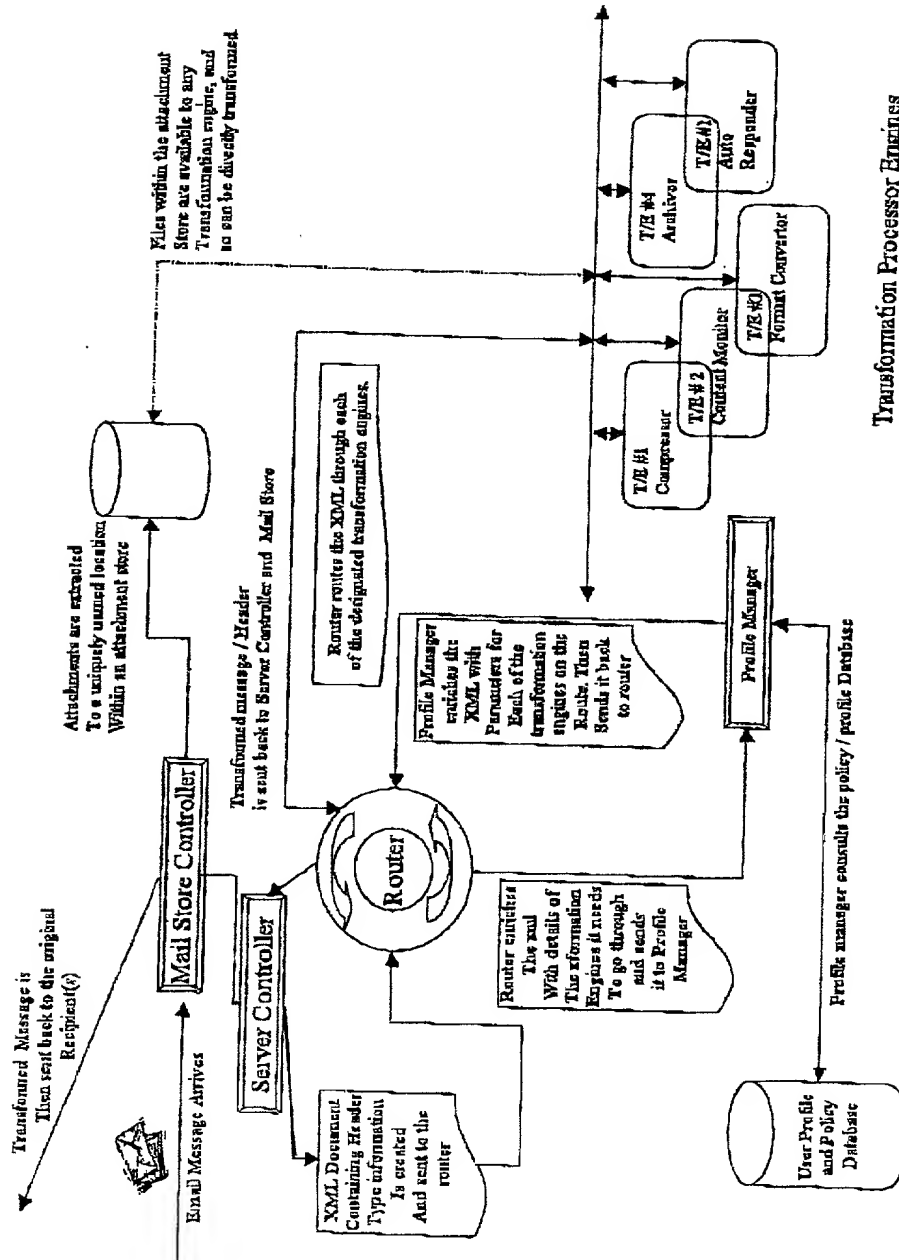 Transformed Message is
Then sent back to the original
Recipient(s)
Email Message Arrives
Mail Store Controller
Attachments are extracted
To a uniquely named location
Within an attachment store
Files within the attachment
Store are available to any
Transformation engine, and
so can be directly transformed.
Server Controller
Transformed message / Header
is sent back to Server Controller and Mail Store
Router
Router routes the XML through each
of the designated transformation engines.
XML Document
Containing Header
Type information
Is created
And sent to the
router
Router enriches
The xml
With details of
The xformation
Engines it needs
To go through
and sends
it to Profile
Manager
Profile Manager
enriches the
XML with
Parameters for
Each of the
transformation
engines on the
Route. Then
Sends it back
to router
Profile Manager
User Profile
and Policy
Database
Profile manager consults the policy / profile Database
T/E #1
Compressor
T/E # 2
Content Monitor
T/E #3
Format Convertor
T/E #4
Archiver
Auto
Responder
Transformation Processor Engines